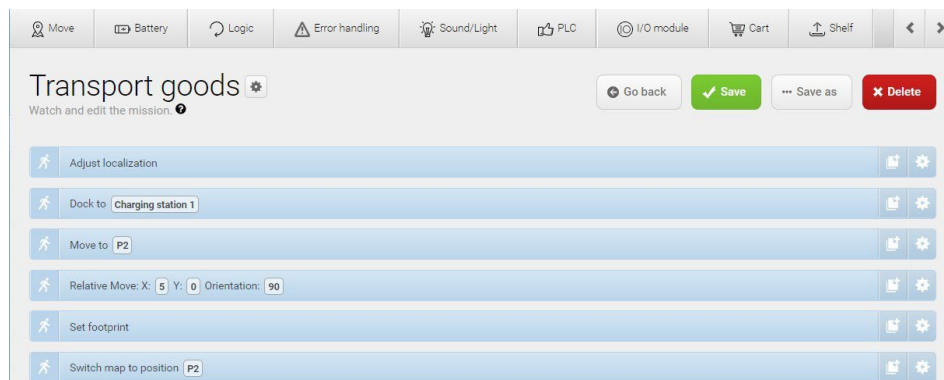 Move Battery Logic Error handling Sound/Light PLC I/O module Cart Shelf
Transport goods
Watch and edit the mission.
Go back Save Save as Delete
Adjust localization
Dock to Charging station 1
Move to P2
Relative Move: X: 5 Y: 0 Orientation: 90
Set footprint
Switch map to position P2